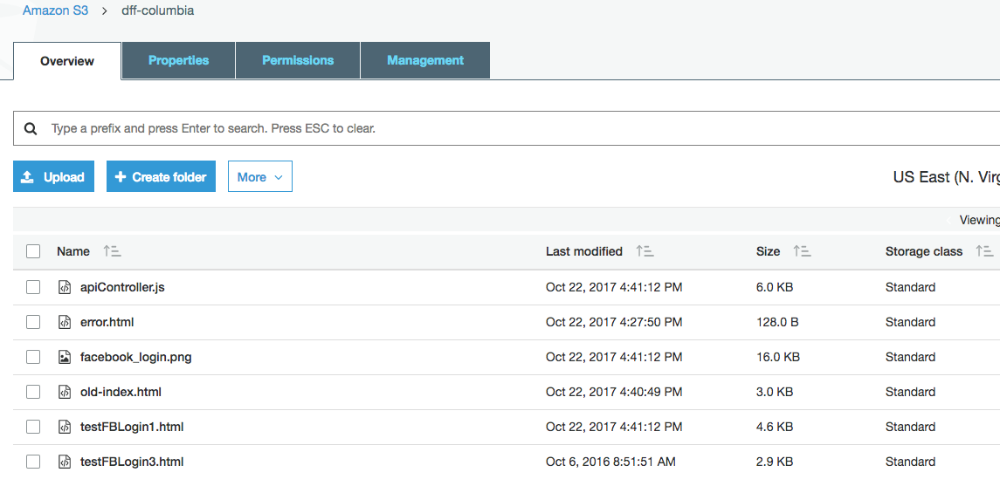 Amazon S3 > dff-columbia
Overview Properties Permissions Management
Type a prefix and press Enter to search. Press ESC to clear.
Upload + Create folder More
US East (N. Virg
Viewing
Name Last modified Size Storage class
apiController.js Oct 22, 2017 4:41:12 PM 6.0 KB Standard
error.html Oct 22, 2017 4:27:50 PM 128.0 B Standard
facebook_login.png Oct 22, 2017 4:41:12 PM 16.0 KB Standard
old-index.html Oct 22, 2017 4:40:49 PM 3.0 KB Standard
testFBLogin1.html Oct 22, 2017 4:41:12 PM 4.6 KB Standard
testFBLogin3.html Oct 6, 2016 8:51:51 AM 2.9 KB Standard